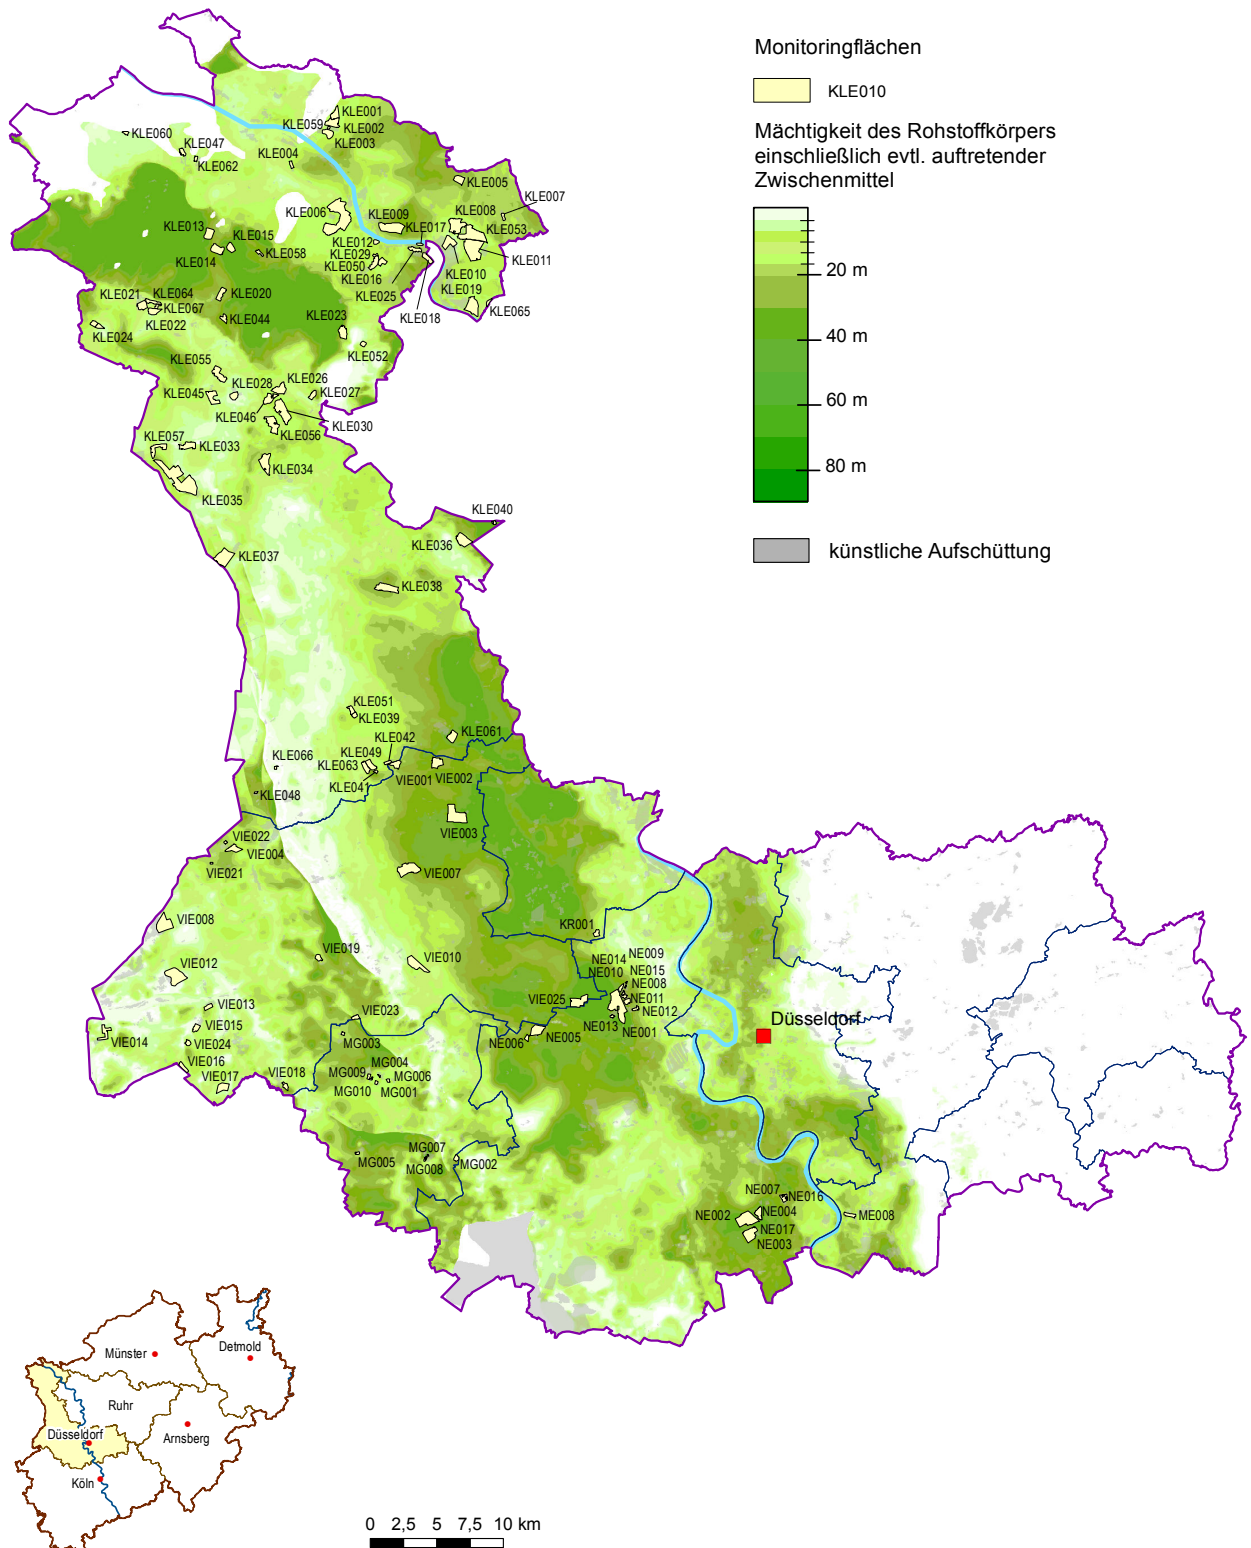 Monitoringflächen
KLE010
Mächtigkeit des Rohstoffkörpers
einschließlich evtl. auftretender
Zwischenmittel
20 m
40 m
60 m
80 m
künstliche Aufschüttung
KLE001
KLE059
KLE002
KLE003
KLE060
KLE047
KLE062
KLE004
KLE005
KLE007
KLE006
KLE009
KLE008
KLE017
KLE053
KLE013
KLE015
KLE012
KLE014
KLE058
KLE029
KLE050
KLE011
KLE016
KLE010
KLE025
KLE019
KLE021
KLE064
KLE020
KLE067
KLE065
KLE022
KLE018
KLE044
KLE024
KLE023
KLE052
KLE055
KLE028
KLE026
KLE045
KLE027
KLE046
KLE030
KLE056
KLE057
KLE033
KLE034
KLE035
KLE040
KLE036
KLE037
KLE038
KLE051
KLE039
KLE061
KLE042
KLE049
KLE066
KLE063
KLE041
VIE001
VIE002
KLE048
VIE003
VIE022
VIE004
VIE021
VIE007
VIE008
KR001
VIE019
VIE010
NE014
NE009
VIE012
NE010
NE015
NE008
VIE025
NE011
VIE013
NE012
VIE023
NE013
VIE015
NE001
Düsseldorf
VIE014
MG003
NE006
NE005
VIE024
VIE016
MG004
MG009
MG006
VIE017
VIE018
MG010
MG001
MG007
MG005
MG008
MG002
NE007
NE016
NE002
NE004
ME008
NE017
NE003
Münster
Detmold
Ruhr
Düsseldorf
Arnsberg
Köln
0 2,5 5 7,5 10 km